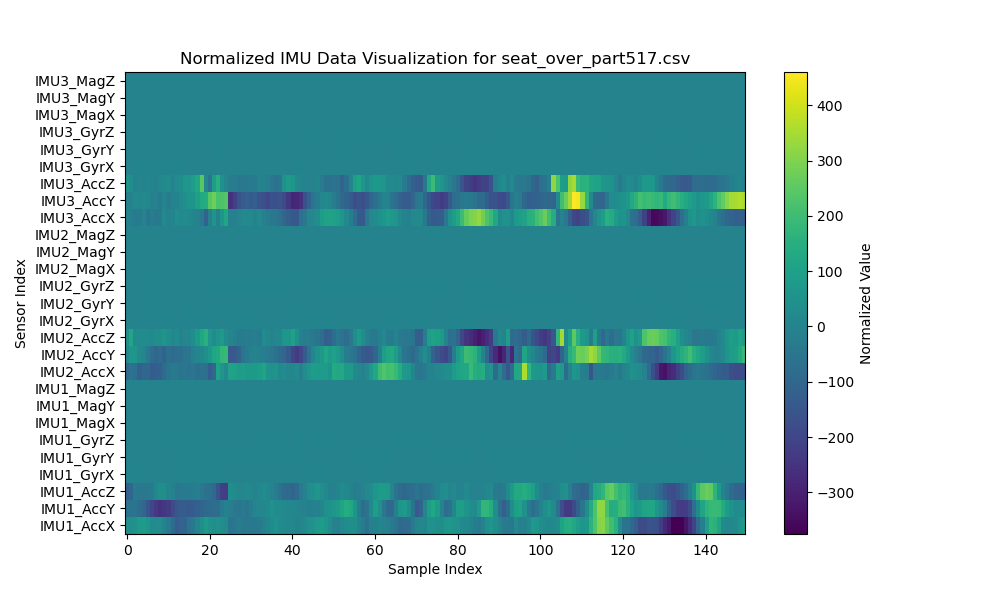 Normalized IMU Data Visualization for seat_over_part517.csv
IMU3_MagZ
IMU3_MagY
IMU3_MagX
IMU3_GyrZ
IMU3_GyrY
IMU3_GyrX
IMU3_AccZ
IMU3_AccY
IMU3_AccX
IMU2_MagZ
IMU2_MagY
IMU2_MagX
IMU2_GyrZ
IMU2_GyrY
IMU2_GyrX
IMU2_AccZ
IMU2_AccY
IMU2_AccX
IMU1_MagZ
IMU1_MagY
IMU1_MagX
IMU1_GyrZ
IMU1_GyrY
IMU1_GyrX
IMU1_AccZ
IMU1_AccY
IMU1_AccX
Sensor Index
0 20 40 60 80 100 120 140
Sample Index
400
300
200
100
0
−100
−200
−300
Normalized Value